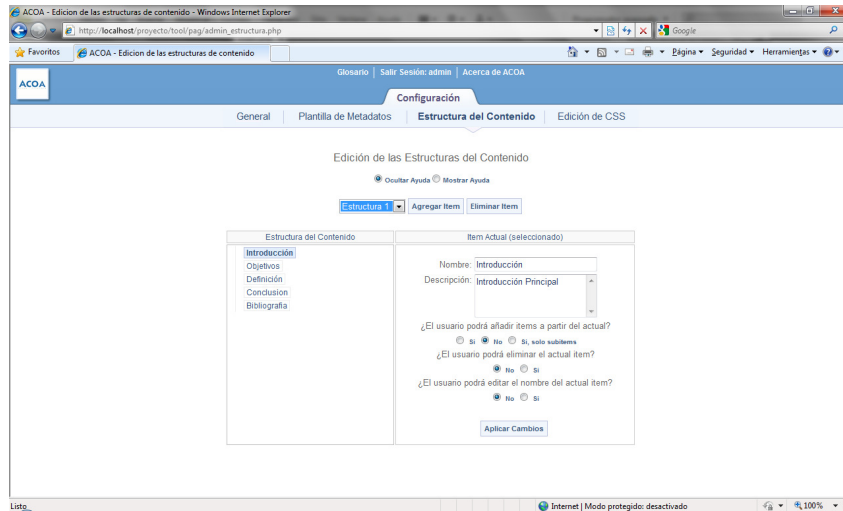 ACOA - Edicion de las estructuras de contenido - Windows Internet Explorer
http://localhost/proyecto/tool/pag/admin_estructura.php
Google
Favoritos
ACOA - Edicion de las estructuras de contenido
Página
Seguridad
Herramientas
ACOA
Glosario | Salir Sesión: admin | Acerca de ACOA
Configuración
General | Plantilla de Metadatos | Estructura del Contenido | Edición de CSS
Edición de las Estructuras del Contenido
Ocultar Ayuda Mostrar Ayuda
Estructura 1 Agregar Item Eliminar Item
Estructura del Contenido
Introducción
Objetivos
Definición
Conclusion
Bibliografia
Item Actual (seleccionado)
Nombre: Introducción
Descripción: Introducción Principal
¿El usuario podrá añadir items a partir del actual?
Si No Si, solo subitems
¿El usuario podrá eliminar el actual item?
No Si
¿El usuario podrá editar el nombre del actual item?
No Si
Aplicar Cambios
Listo
Internet | Modo protegido: desactivado
100%